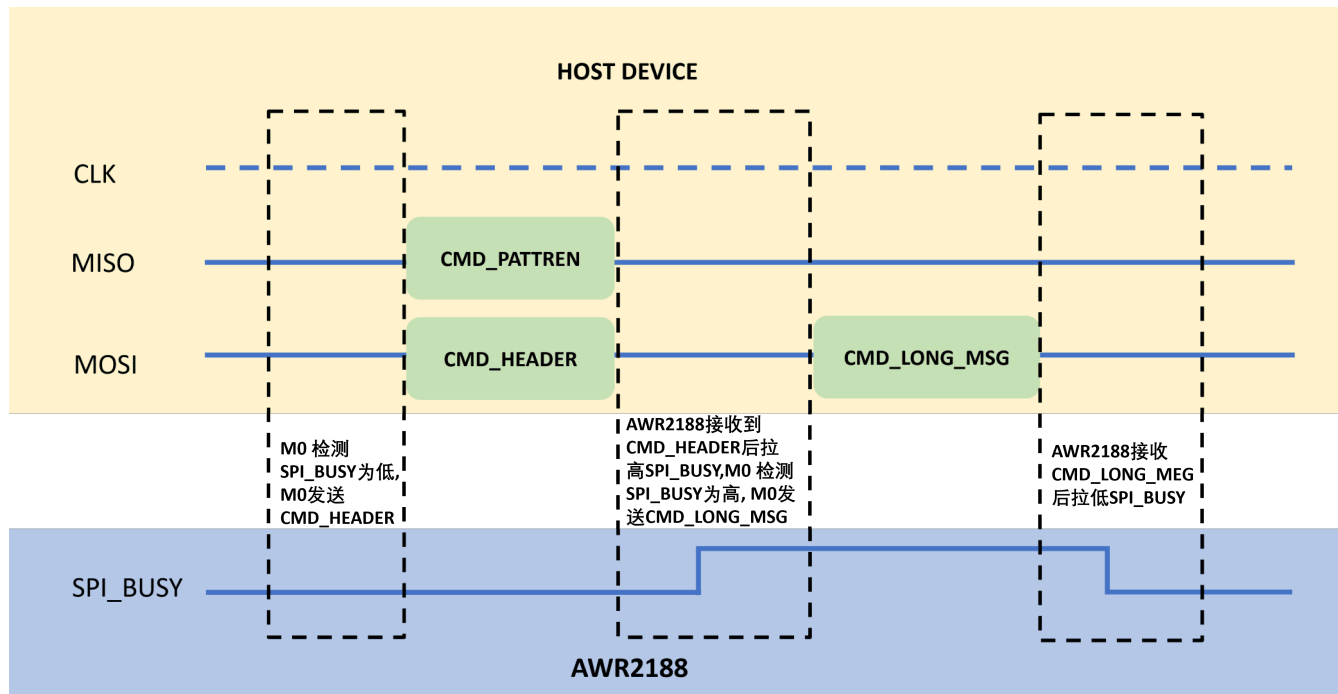 HOST DEVICE
CLK
MISO
CMD_PATTREN
MOSI
CMD_HEADER
CMD_LONG_MSG
M0 检测
SPI_BUSY为低,
M0发送
CMD_HEADER
AWR2188接收到
CMD_HEADER后拉
高SPI_BUSY,M0 检测
SPI_BUSY为高, M0发
送CMD_LONG_MSG
AWR2188接收
CMD_LONG_MEG
后拉低SPI_BUSY
SPI_BUSY
AWR2188